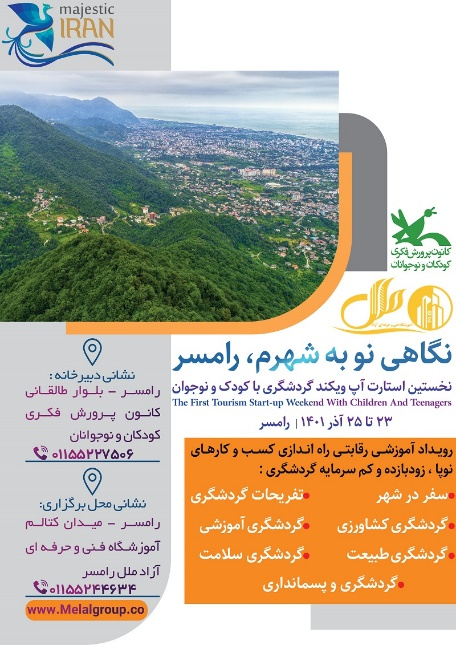 majestic
IRAN
کانون پرورش فکری
کودکان و نوجوانان
ملل
نگاهی نو به شهرم، رامسر
نخستین استارت آپ ویکند گردشگری با کودک و نوجوان
The First Tourism Start-up Weekend With Children And Teenagers
۲۳ تا ۲۵ آذر ۱۴۰۱ | رامسر
رویداد آموزشی رقابتی راه اندازی کسب و کارهای
نوپا ، زودبازده و کم سرمایه گردشگری :
•سفر در شهر •تفریحات گردشگری
•گردشگری کشاورزی •گردشگری آموزشی
•گردشگری طبیعت •گردشگری سلامت
•گردشگری و پسمانداری
نشانی دبیرخانه :
رامسر – بلوار طالقانی
کانون پرورش فکری
کودکان و نوجوانان
۰۱۱۵۵۲۲۷۵۰۶
نشانی محل برگزاری:
رامسر – میدان کتالم
آموزشگاه فنی و حرفه ای
آزاد ملل رامسر
۰۱۱۵۵۲۴۴۶۳۴
www.Melalgroup.co